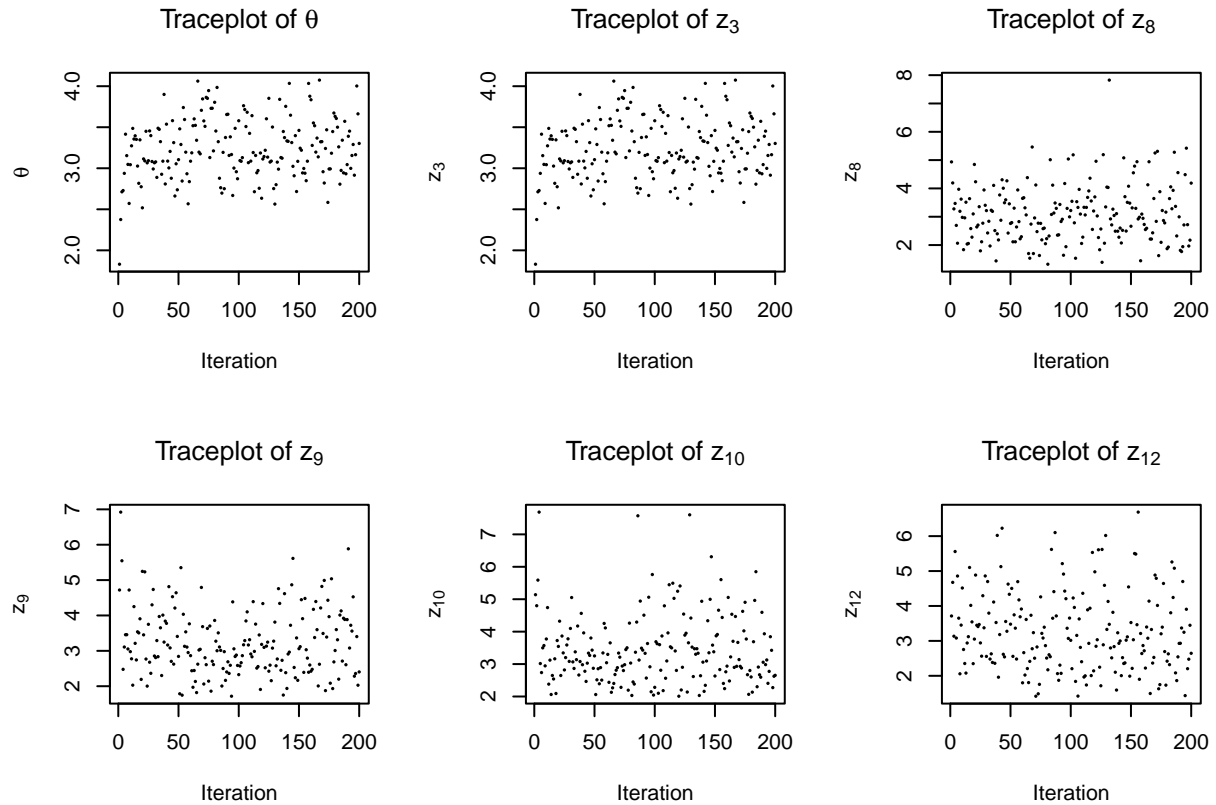 Traceplot of θ
Traceplot of z3
Traceplot of z8
θ
2.0 3.0 4.0
0 50 100 150 200
Iteration
z3
2.0 3.0 4.0
0 50 100 150 200
Iteration
z8
2 4 6 8
0 50 100 150 200
Iteration
Traceplot of z9
Traceplot of z10
Traceplot of z12
z9
2 3 4 5 6 7
0 50 100 150 200
Iteration
z10
2 3 4 5 6 7
0 50 100 150 200
Iteration
z12
2 3 4 5 6
0 50 100 150 200
Iteration